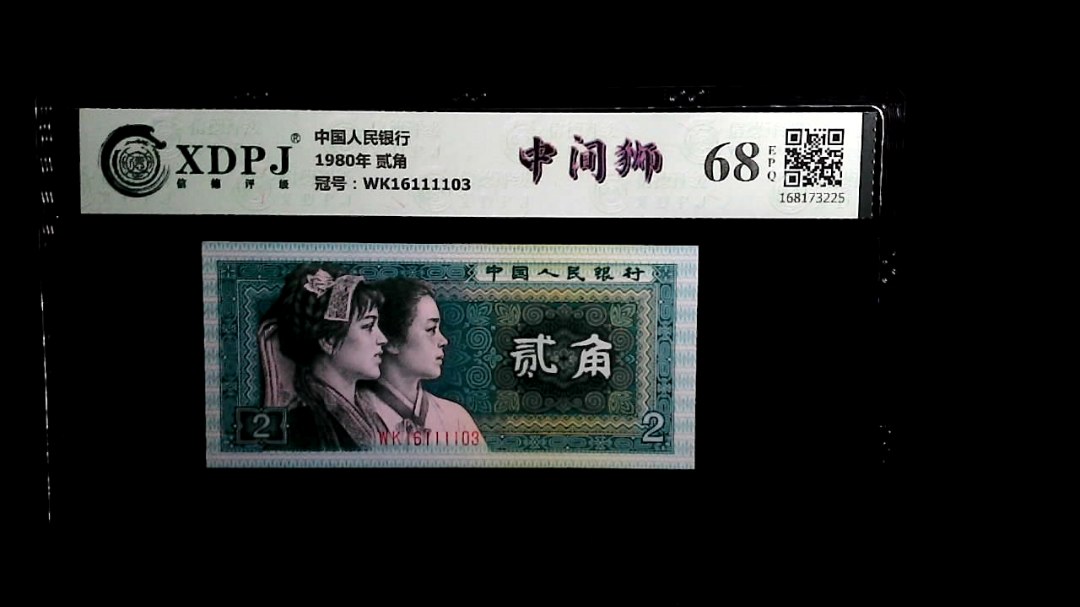 XDPJ®
信德评级
中国人民银行
1980年 贰角
冠号：WK16111103
中间狮
68 EPQ
168173225
中国人民银行
贰角
2
2
WK16111103